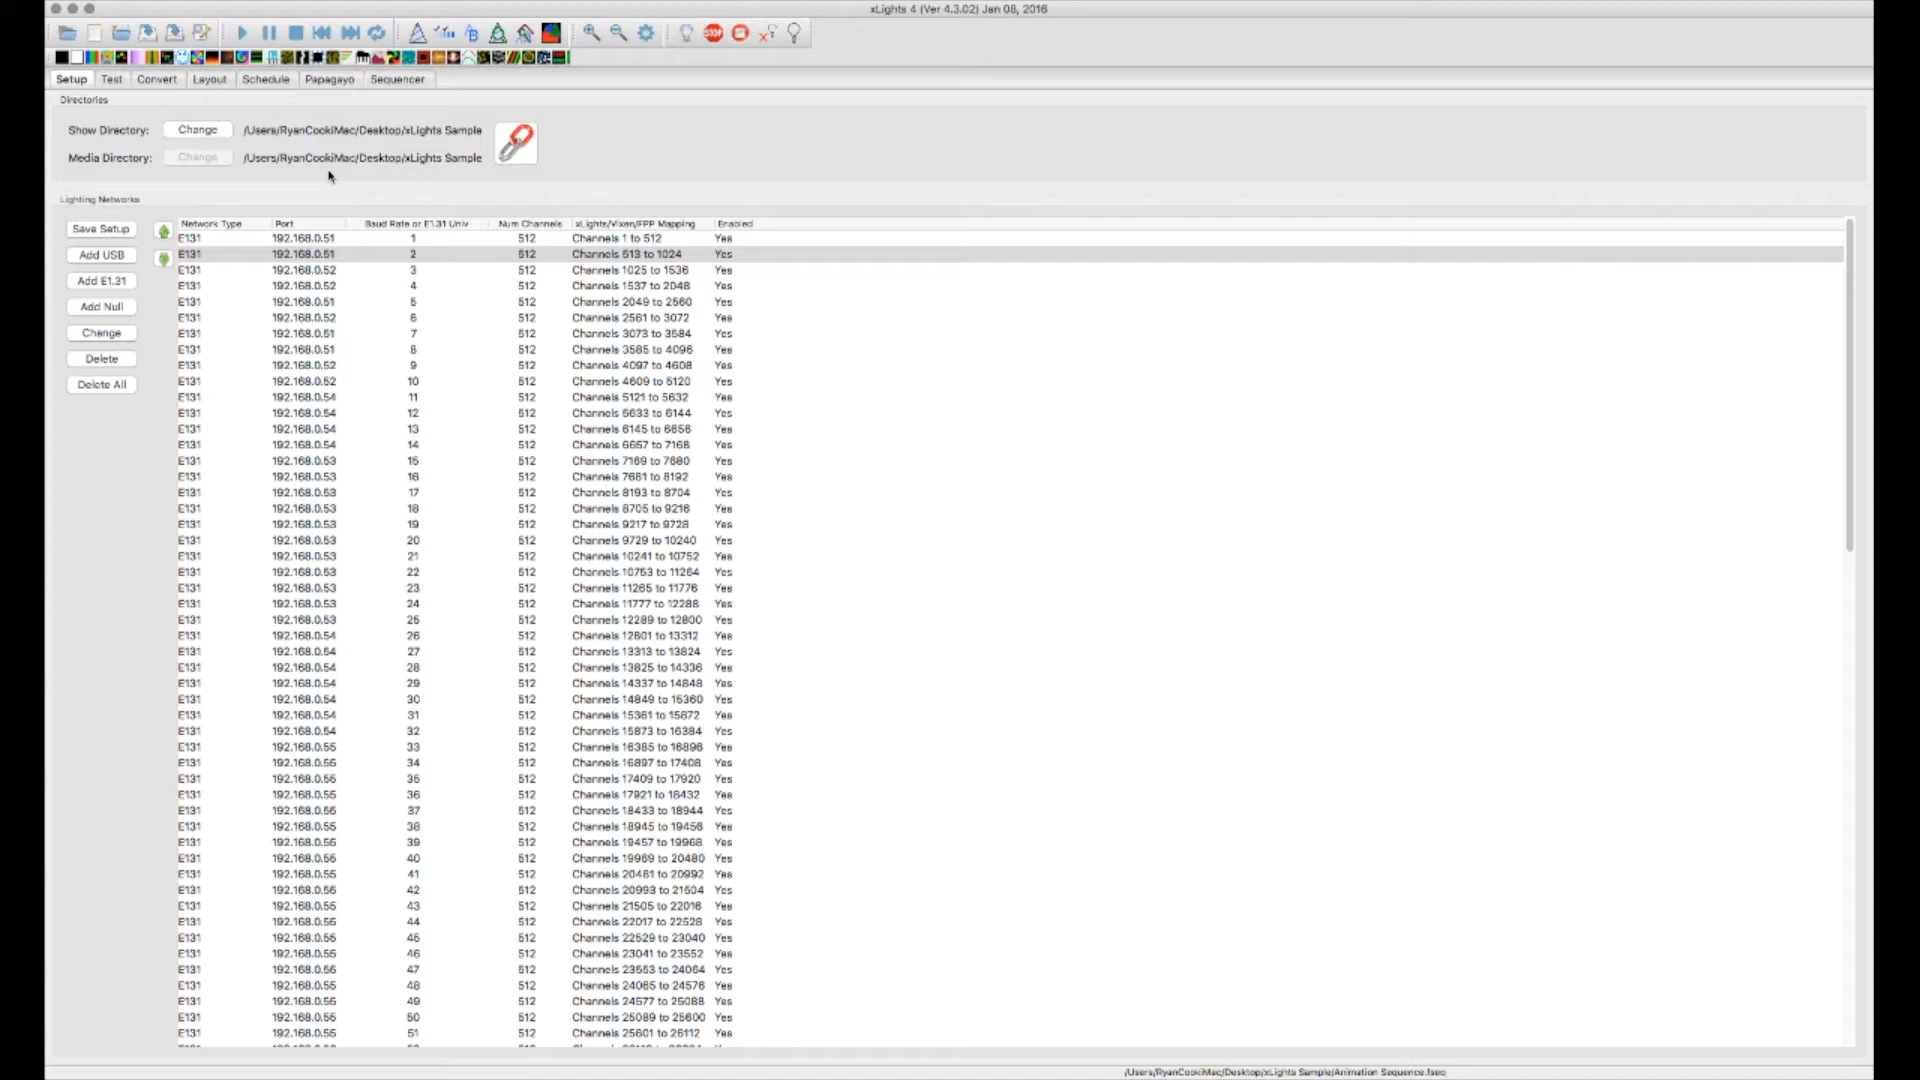 xLights 4 (Ver 4.3.02) Jan 08, 2016
STOP
Setup Test Convert Layout Schedule Papagayo Sequencer
Directories
Show Directory: Change /Users/RyanCookiMac/Desktop/xLights Sample
Media Directory: Change /Users/RyanCookiMac/Desktop/xLights Sample
Lighting Networks
Save Setup
Add USB
Add E1.31
Add Null
Change
Delete
Delete All
Network Type Port Baud Rate or E1.31 Univ Num Channels xLights/Vixen/FPP Mapping Enabled
E131 192.168.0.51 1 512 Channels 1 to 512 Yes
E131 192.168.0.51 2 512 Channels 513 to 1024 Yes
E131 192.168.0.52 3 512 Channels 1025 to 1536 Yes
E131 192.168.0.52 4 512 Channels 1537 to 2048 Yes
E131 192.168.0.51 5 512 Channels 2049 to 2560 Yes
E131 192.168.0.52 6 512 Channels 2561 to 3072 Yes
E131 192.168.0.51 7 512 Channels 3073 to 3584 Yes
E131 192.168.0.51 8 512 Channels 3585 to 4096 Yes
E131 192.168.0.52 9 512 Channels 4097 to 4608 Yes
E131 192.168.0.52 10 512 Channels 4609 to 5120 Yes
E131 192.168.0.54 11 512 Channels 5121 to 5632 Yes
E131 192.168.0.54 12 512 Channels 5633 to 6144 Yes
E131 192.168.0.54 13 512 Channels 6145 to 6656 Yes
E131 192.168.0.54 14 512 Channels 6657 to 7168 Yes
E131 192.168.0.53 15 512 Channels 7169 to 7680 Yes
E131 192.168.0.53 16 512 Channels 7681 to 8192 Yes
E131 192.168.0.53 17 512 Channels 8193 to 8704 Yes
E131 192.168.0.53 18 512 Channels 8705 to 9216 Yes
E131 192.168.0.53 19 512 Channels 9217 to 9728 Yes
E131 192.168.0.53 20 512 Channels 9729 to 10240 Yes
E131 192.168.0.53 21 512 Channels 10241 to 10752 Yes
E131 192.168.0.53 22 512 Channels 10753 to 11264 Yes
E131 192.168.0.53 23 512 Channels 11265 to 11776 Yes
E131 192.168.0.53 24 512 Channels 11777 to 12288 Yes
E131 192.168.0.53 25 512 Channels 12289 to 12800 Yes
E131 192.168.0.54 26 512 Channels 12801 to 13312 Yes
E131 192.168.0.54 27 512 Channels 13313 to 13824 Yes
E131 192.168.0.54 28 512 Channels 13825 to 14336 Yes
E131 192.168.0.54 29 512 Channels 14337 to 14848 Yes
E131 192.168.0.54 30 512 Channels 14849 to 15360 Yes
E131 192.168.0.54 31 512 Channels 15361 to 15872 Yes
E131 192.168.0.54 32 512 Channels 15873 to 16384 Yes
E131 192.168.0.55 33 512 Channels 16385 to 16896 Yes
E131 192.168.0.55 34 512 Channels 16897 to 17408 Yes
E131 192.168.0.55 35 512 Channels 17409 to 17920 Yes
E131 192.168.0.55 36 512 Channels 17921 to 18432 Yes
E131 192.168.0.55 37 512 Channels 18433 to 18944 Yes
E131 192.168.0.55 38 512 Channels 18945 to 19456 Yes
E131 192.168.0.55 39 512 Channels 19457 to 19968 Yes
E131 192.168.0.55 40 512 Channels 19969 to 20480 Yes
E131 192.168.0.55 41 512 Channels 20481 to 20992 Yes
E131 192.168.0.55 42 512 Channels 20993 to 21504 Yes
E131 192.168.0.55 43 512 Channels 21505 to 22016 Yes
E131 192.168.0.55 44 512 Channels 22017 to 22528 Yes
E131 192.168.0.55 45 512 Channels 22529 to 23040 Yes
E131 192.168.0.55 46 512 Channels 23041 to 23552 Yes
E131 192.168.0.55 47 512 Channels 23553 to 24064 Yes
E131 192.168.0.55 48 512 Channels 24065 to 24576 Yes
E131 192.168.0.55 49 512 Channels 24577 to 25088 Yes
E131 192.168.0.55 50 512 Channels 25089 to 25600 Yes
E131 192.168.0.55 51 512 Channels 25601 to 26112 Yes
/Users/RyanCookiMac/Desktop/xLights Sample/Animation Sequence.fseq